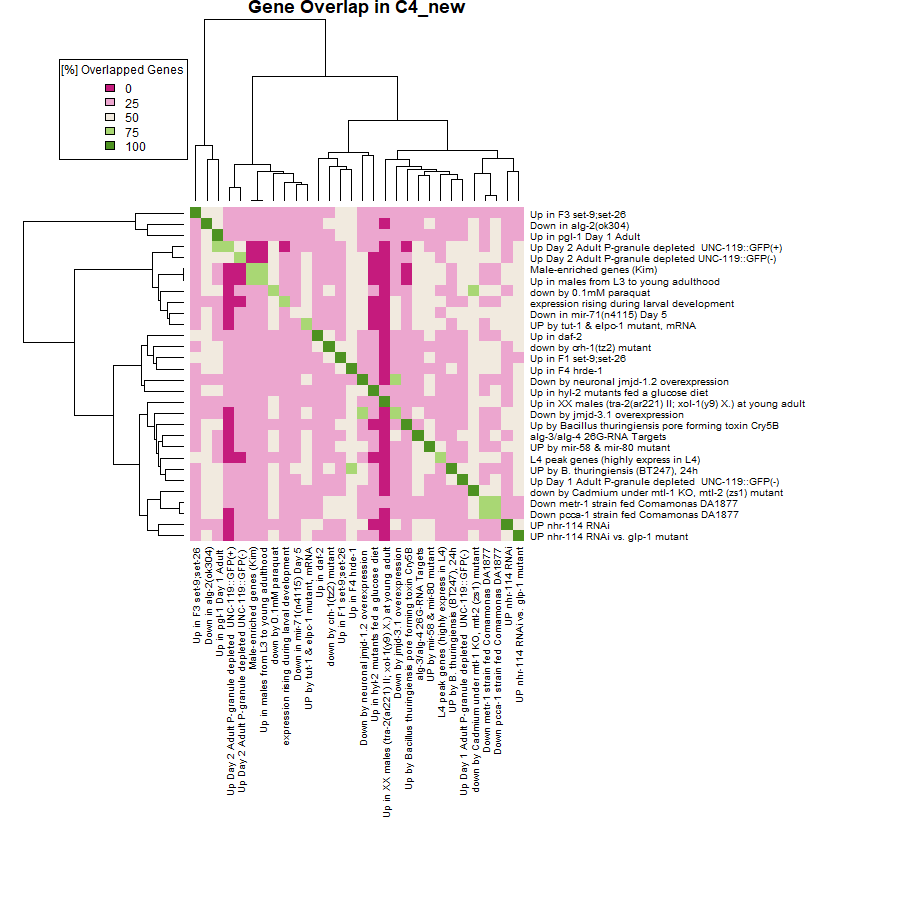 Gene Overlap in C4_new
[%] Overlapped Genes
0
25
50
75
100
Up in F3 set-9;set-26
Down in alg-2(ok304)
Up in pgl-1 Day 1 Adult
Up Day 2 Adult P-granule depleted UNC-119::GFP(+)
Up Day 2 Adult P-granule depleted UNC-119::GFP(-)
Male-enriched genes (Kim)
Up in males from L3 to young adulthood
down by 0.1mM paraquat
expression rising during larval development
Down in mir-71(n4115) Day 5
UP by tut-1 & elpc-1 mutant, mRNA
Up in daf-2
down by crh-1(tz2) mutant
Up in F1 set-9;set-26
Up in F4 hrde-1
Down by neuronal jmjd-1.2 overexpression
Up in hyl-2 mutants fed a glucose diet
Up in XX males (tra-2(ar221) II; xol-1(y9) X.) at young adult
Down by jmjd-3.1 overexpression
Up by Bacillus thuringiensis pore forming toxin Cry5B
alg-3/alg-4 26G-RNA Targets
UP by mir-58 & mir-80 mutant
L4 peak genes (highly express in L4)
UP by B. thuringiensis (BT247), 24h
Up Day 1 Adult P-granule depleted UNC-119::GFP(-)
down by Cadmium under mtl-1 KO, mtl-2 (zs1) mutant
Down metr-1 strain fed Comamonas DA1877
Down pcca-1 strain fed Comamonas DA1877
UP nhr-114 RNAi
UP nhr-114 RNAi vs. glp-1 mutant
Up in F3 set-9;set-26
Down in alg-2(ok304)
Up in pgl-1 Day 1 Adult
Up Day 2 Adult P-granule depleted UNC-119::GFP(+)
Up Day 2 Adult P-granule depleted UNC-119::GFP(-)
Male-enriched genes (Kim)
Up in males from L3 to young adulthood
down by 0.1mM paraquat
expression rising during larval development
Down in mir-71(n4115) Day 5
UP by tut-1 & elpc-1 mutant, mRNA
Up in daf-2
down by crh-1(tz2) mutant
Up in F1 set-9;set-26
Up in F4 hrde-1
Down by neuronal jmjd-1.2 overexpression
Up in hyl-2 mutants fed a glucose diet
Up in XX males (tra-2(ar221) II; xol-1(y9) X.) at young adult
Down by jmjd-3.1 overexpression
Up by Bacillus thuringiensis pore forming toxin Cry5B
alg-3/alg-4 26G-RNA Targets
UP by mir-58 & mir-80 mutant
L4 peak genes (highly express in L4)
UP by B. thuringiensis (BT247), 24h
Up Day 1 Adult P-granule depleted UNC-119::GFP(-)
down by Cadmium under mtl-1 KO, mtl-2 (zs1) mutant
Down metr-1 strain fed Comamonas DA1877
Down pcca-1 strain fed Comamonas DA1877
UP nhr-114 RNAi
UP nhr-114 RNAi vs. glp-1 mutant